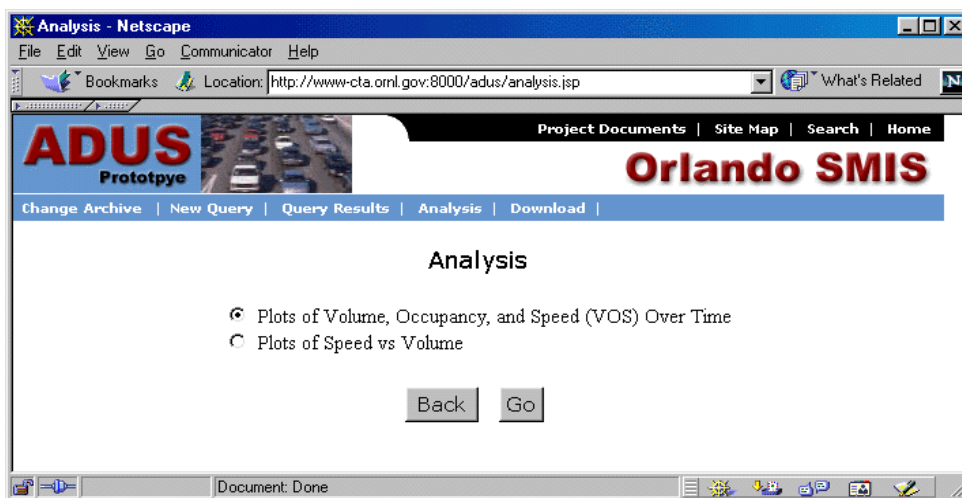 Analysis - Netscape
File Edit View Go Communicator Help
Bookmarks Location: http://www-cta.ornl.gov:8000/adus/analysis.jsp What's Related N
Project Documents | Site Map | Search | Home
ADUS
Prototpye
Orlando SMIS
Change Archive | New Query | Query Results | Analysis | Download |
Analysis
Plots of Volume, Occupancy, and Speed (VOS) Over Time
Plots of Speed vs Volume
Back Go
Document: Done